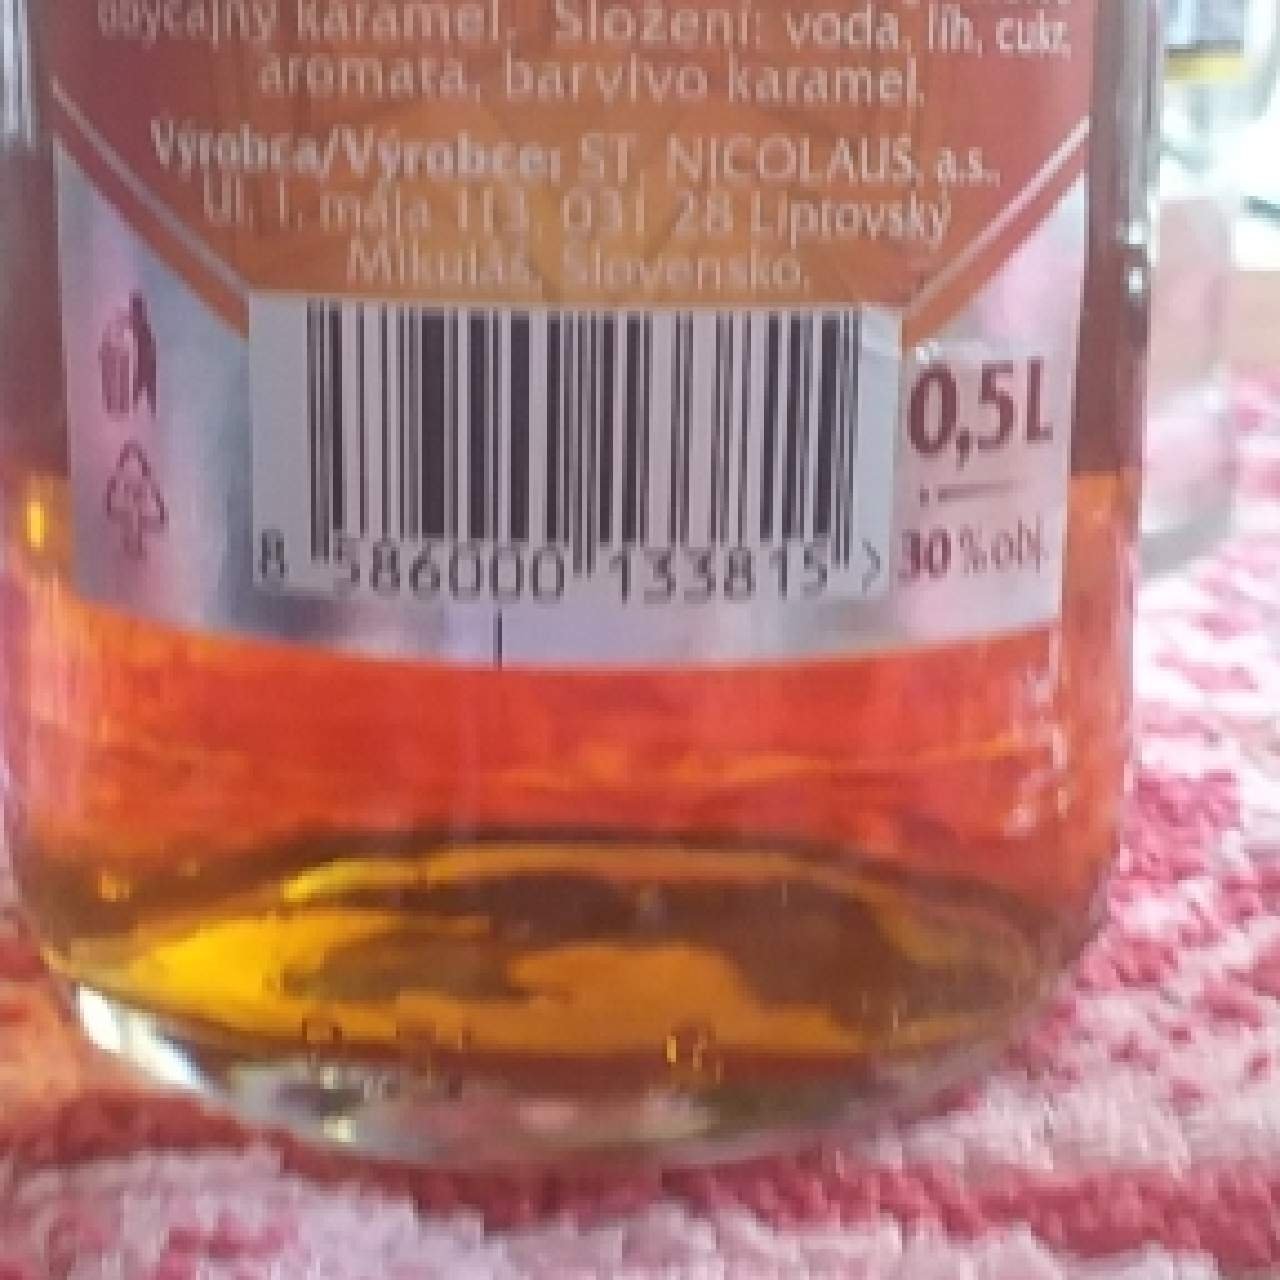 obyčajný karamel. Složení: voda, líh, cukr,
aromata, barvivo karamel.
Výrobca/Výrobce: ST. NICOLAUS, a.s.,
Ul. 1. mája 113, 031 28 Liptovský
Mikuláš, Slovensko.
0,5L
30 % obj.
8 586000 133815 >